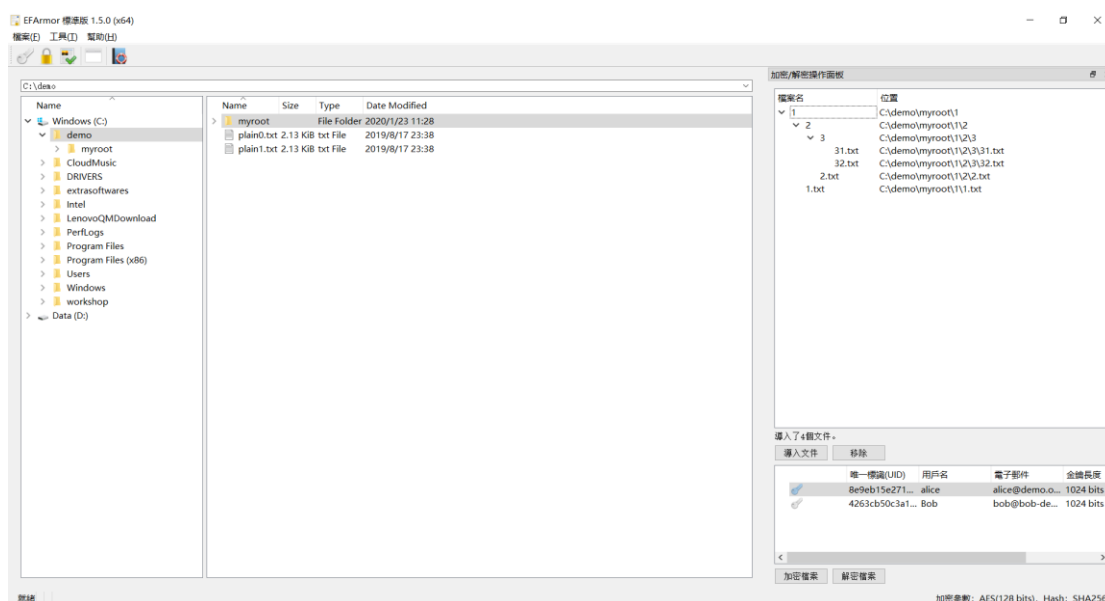 EFArmor 標準版 1.5.0 (x64)
檔案(F) 工具(T) 幫助(H)
C:\demo
Name
Windows (C:)
demo
myroot
CloudMusic
DRIVERS
extrasoftwares
Intel
LenovoQMDownload
PerfLogs
Program Files
Program Files (x86)
Users
Windows
workshop
Data (D:)
Name Size Type Date Modified
myroot File Folder 2020/1/23 11:28
plain0.txt 2.13 KiB txt File 2019/8/17 23:38
plain1.txt 2.13 KiB txt File 2019/8/17 23:38
加密/解密操作面板
檔案名 位置
1 C:\demo\myroot\1
2 C:\demo\myroot\1\2
3 C:\demo\myroot\1\2\3
31.txt C:\demo\myroot\1\2\3\31.txt
32.txt C:\demo\myroot\1\2\3\32.txt
2.txt C:\demo\myroot\1\2\2.txt
1.txt C:\demo\myroot\1\1.txt
導入了4個文件。
導入文件 移除
唯一標識(UID) 用戶名 電子郵件 金鑰長度
8e9eb15e271... alice alice@demo.o... 1024 bits
4263cb50c3a1... Bob bob@bob-de... 1024 bits
加密檔案 解密檔案
就緒
加密參數: AES(128 bits), Hash: SHA256